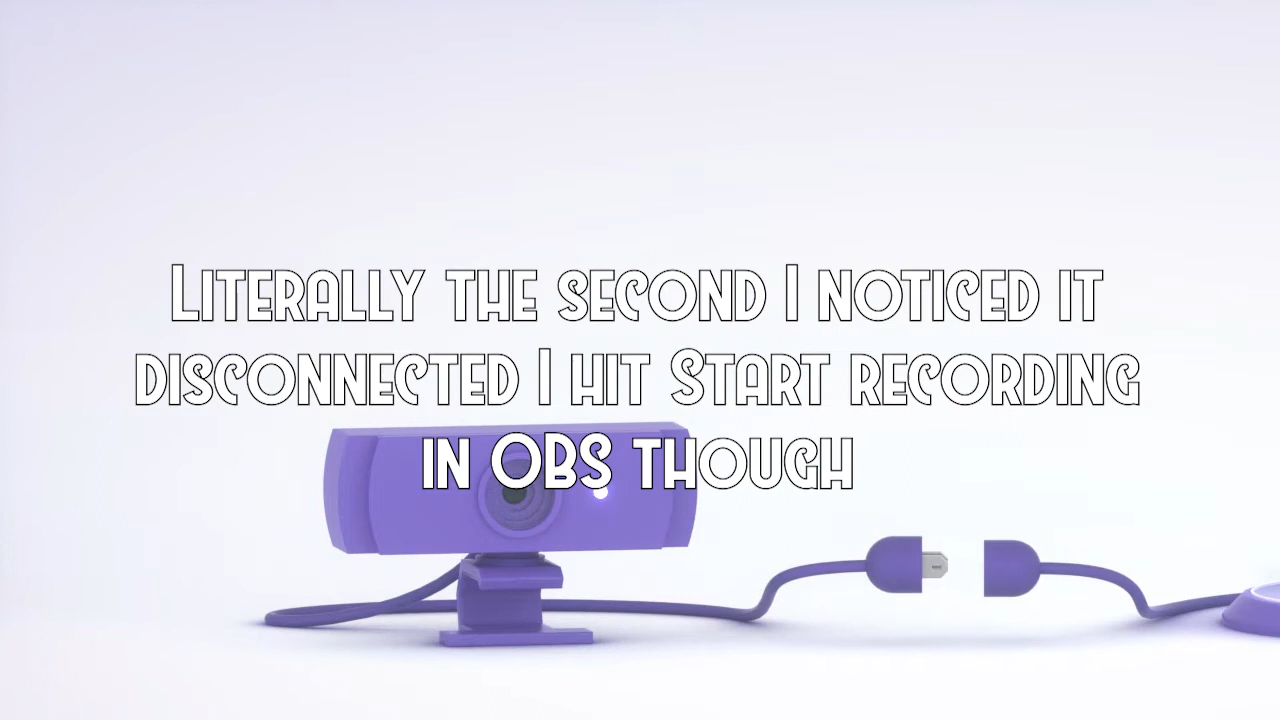 Literally the second I noticed it
disconnected I hit Start recording
in OBS though